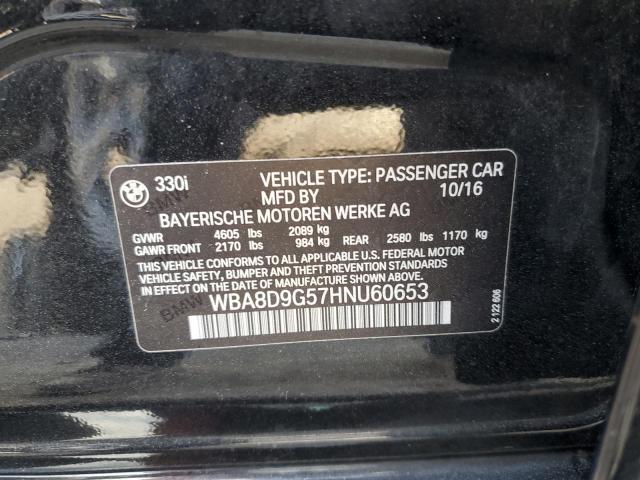 330i VEHICLE TYPE: PASSENGER CAR
MFD BY 10/16
BAYERISCHE MOTOREN WERKE AG
GVWR 4605 lbs 2089 kg
GAWR FRONT 2170 lbs 984 kg REAR 2580 lbs 1170 kg
THIS VEHICLE CONFORMS TO ALL APPLICABLE U.S. FEDERAL MOTOR
VEHICLE SAFETY, BUMPER AND THEFT PREVENTION STANDARDS
IN EFFECT ON THE DATE OF MANUFACTURE SHOWN ABOVE.
WBA8D9G57HNU60653
2 122 606
BMW
BMW
BMW